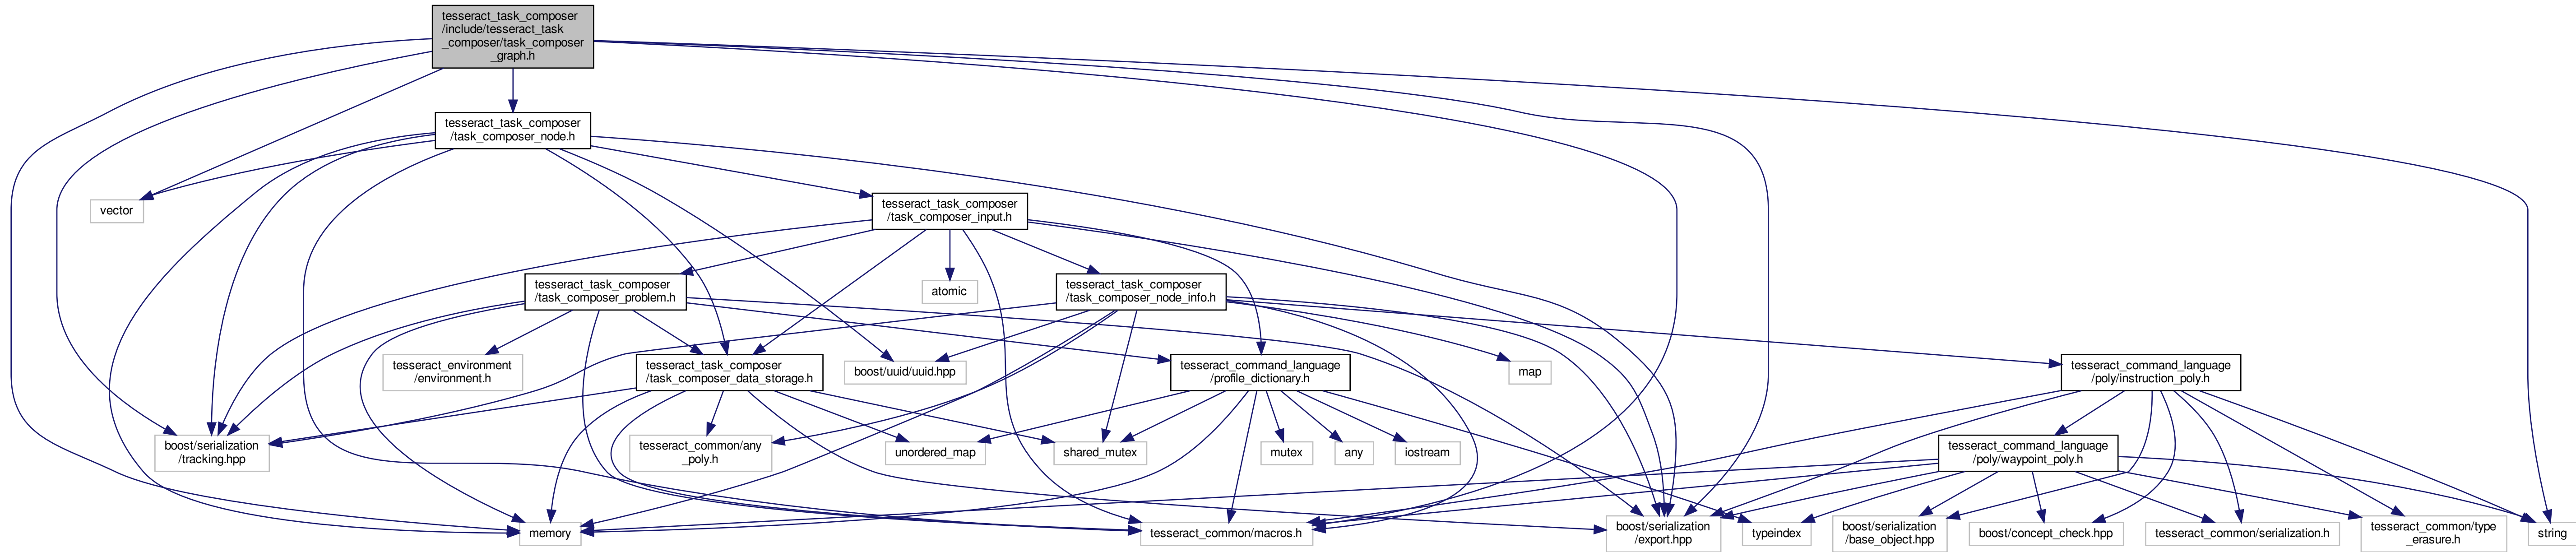 tesseract_task_composer
/include/tesseract_task
_composer/task_composer
_graph.h
tesseract_task_composer
/task_composer_node.h
vector
tesseract_task_composer
/task_composer_input.h
tesseract_task_composer
/task_composer_problem.h
atomic
tesseract_task_composer
/task_composer_node_info.h
tesseract_environment
/environment.h
tesseract_task_composer
/task_composer_data_storage.h
boost/uuid/uuid.hpp
tesseract_command_language
/profile_dictionary.h
map
tesseract_command_language
/poly/instruction_poly.h
boost/serialization
/tracking.hpp
tesseract_common/any
_poly.h
unordered_map
shared_mutex
mutex
any
iostream
tesseract_command_language
/poly/waypoint_poly.h
memory
tesseract_common/macros.h
boost/serialization
/export.hpp
typeindex
boost/serialization
/base_object.hpp
boost/concept_check.hpp
tesseract_common/serialization.h
tesseract_common/type
_erasure.h
string